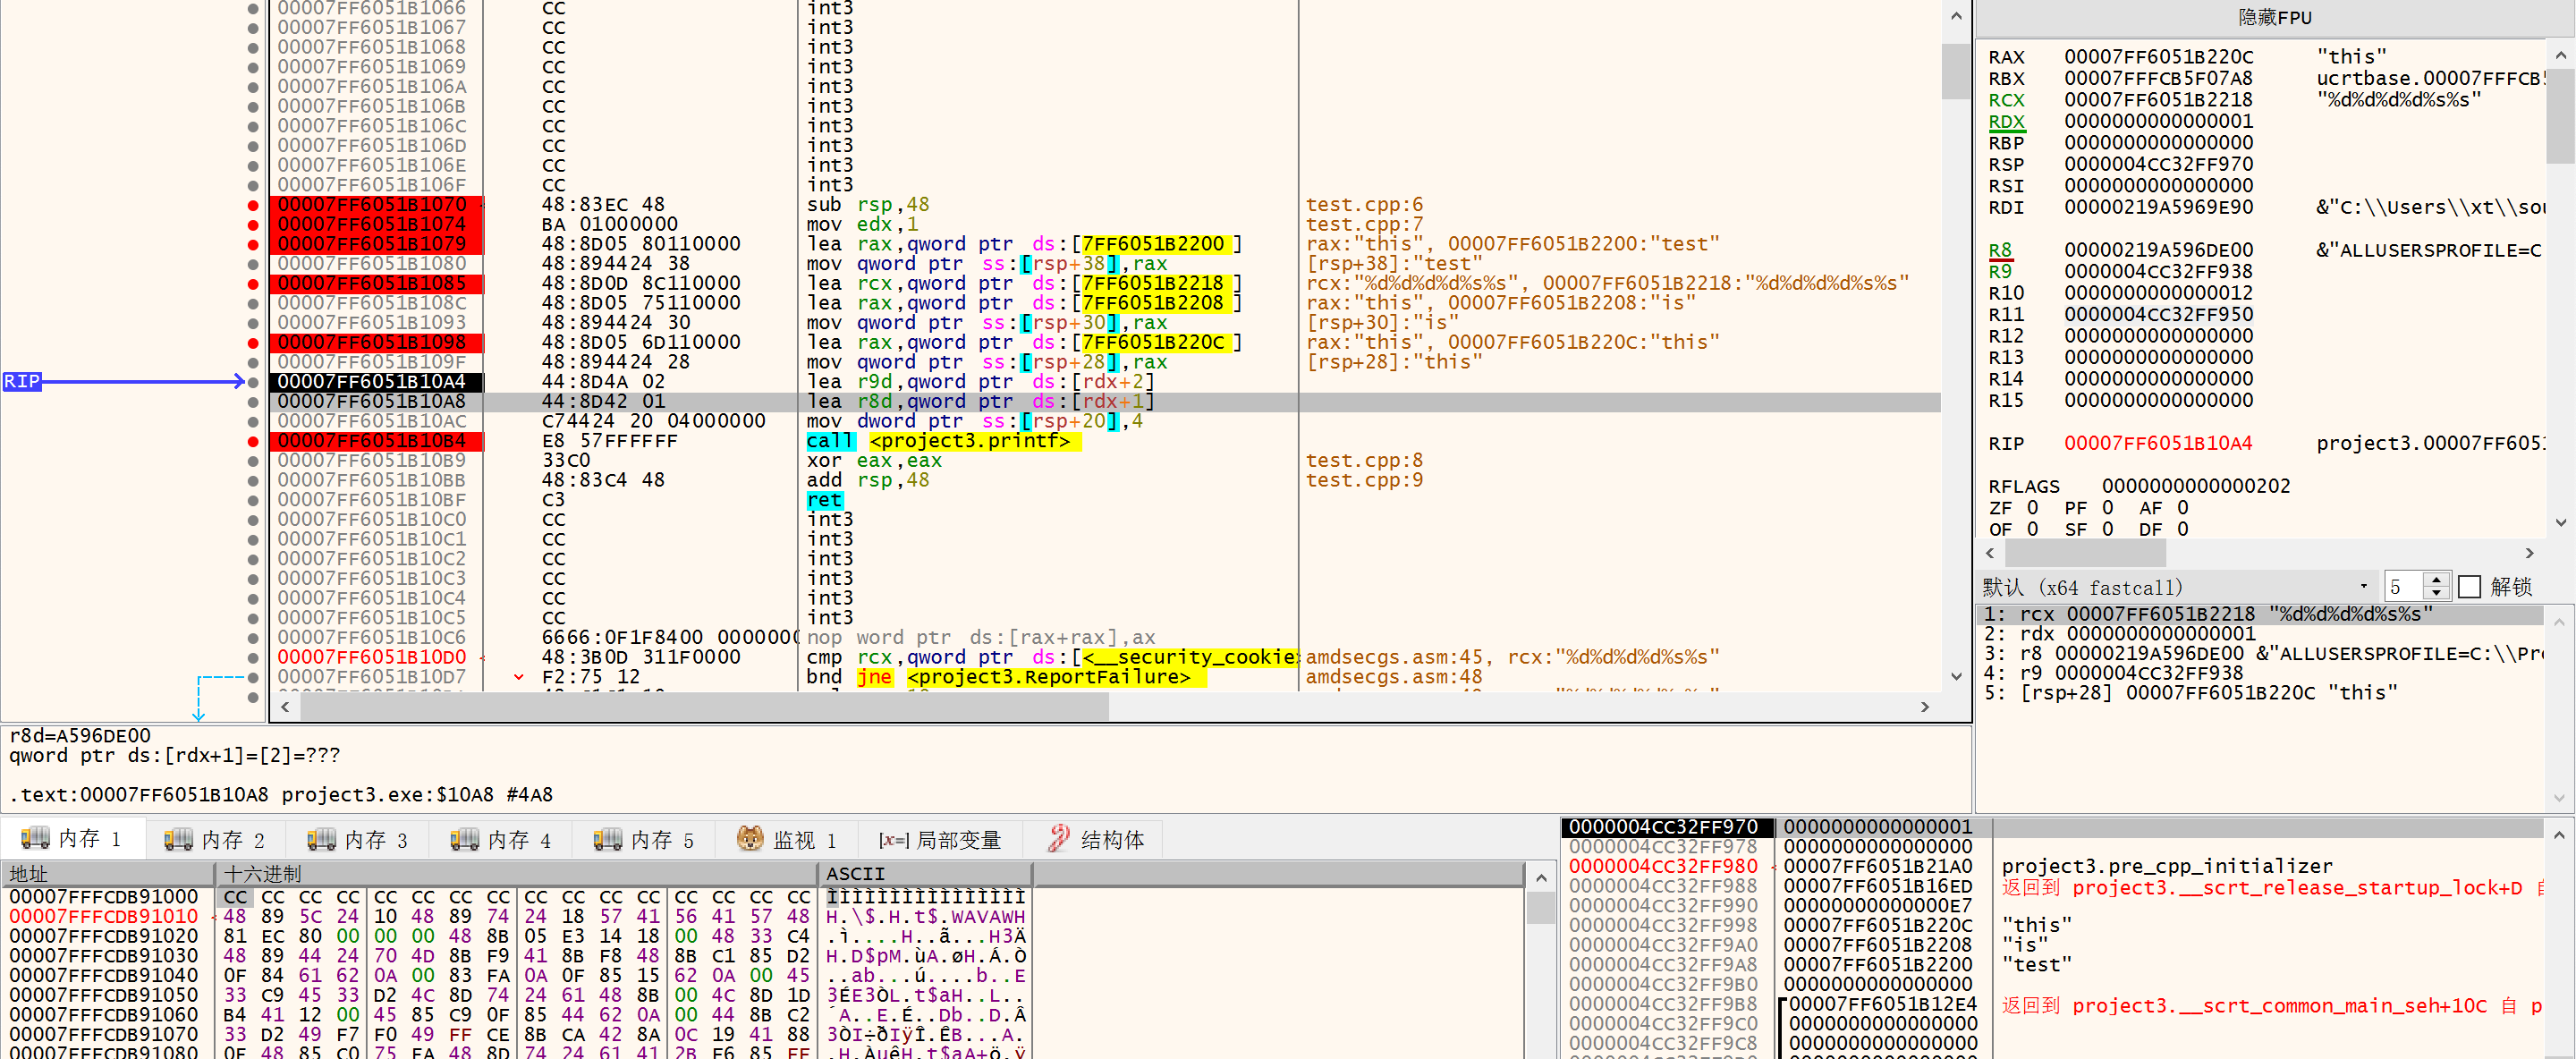 00007FF6051B1066 CC int3
00007FF6051B1067 CC int3
00007FF6051B1068 CC int3
00007FF6051B1069 CC int3
00007FF6051B106A CC int3
00007FF6051B106B CC int3
00007FF6051B106C CC int3
00007FF6051B106D CC int3
00007FF6051B106E CC int3
00007FF6051B106F CC int3
00007FF6051B1070 48:83EC 48 sub rsp,48 test.cpp:6
00007FF6051B1074 BA 01000000 mov edx,1 test.cpp:7
00007FF6051B1079 48:8D05 80110000 lea rax,qword ptr ds:[7FF6051B2200] rax:"this", 00007FF6051B2200:"test"
00007FF6051B1080 48:894424 38 mov qword ptr ss:[rsp+38],rax [rsp+38]:"test"
00007FF6051B1085 48:8D0D 8C110000 lea rcx,qword ptr ds:[7FF6051B2218] rcx:"%d%d%d%d%s%s", 00007FF6051B2218:"%d%d%d%d%s%s"
00007FF6051B108C 48:8D05 75110000 lea rax,qword ptr ds:[7FF6051B2208] rax:"this", 00007FF6051B2208:"is"
00007FF6051B1093 48:894424 30 mov qword ptr ss:[rsp+30],rax [rsp+30]:"is"
00007FF6051B1098 48:8D05 6D110000 lea rax,qword ptr ds:[7FF6051B220C] rax:"this", 00007FF6051B220C:"this"
00007FF6051B109F 48:894424 28 mov qword ptr ss:[rsp+28],rax [rsp+28]:"this"
RIP 00007FF6051B10A4 44:8D4A 02 lea r9d,qword ptr ds:[rdx+2]
00007FF6051B10A8 44:8D42 01 lea r8d,qword ptr ds:[rdx+1]
00007FF6051B10AC C74424 20 04000000 mov dword ptr ss:[rsp+20],4
00007FF6051B10B4 E8 57FFFFFF call <project3.printf>
00007FF6051B10B9 33C0 xor eax,eax test.cpp:8
00007FF6051B10BB 48:83C4 48 add rsp,48 test.cpp:9
00007FF6051B10BF C3 ret
00007FF6051B10C0 CC int3
00007FF6051B10C1 CC int3
00007FF6051B10C2 CC int3
00007FF6051B10C3 CC int3
00007FF6051B10C4 CC int3
00007FF6051B10C5 CC int3
00007FF6051B10C6 6666:0F1F8400 0000000 nop word ptr ds:[rax+rax],ax
00007FF6051B10D0 48:3B0D 311F0000 cmp rcx,qword ptr ds:[<__security_cookie> amdsecgs.asm:45, rcx:"%d%d%d%d%s%s"
00007FF6051B10D7 F2:75 12 bnd jne <project3.ReportFailure> amdsecgs.asm:48
隐藏FPU
RAX 00007FF6051B220C "this"
RBX 00007FFFCB5F07A8 ucrtbase.00007FFFCB5
RCX 00007FF6051B2218 "%d%d%d%d%s%s"
RDX 0000000000000001
RBP 0000000000000000
RSP 0000004CC32FF970
RSI 0000000000000000
RDI 00000219A5969E90 &"C:\\Users\\xt\\sou
R8 00000219A596DE00 &"ALLUSERSPROFILE=C
R9 0000004CC32FF938
R10 0000000000000012
R11 0000004CC32FF950
R12 0000000000000000
R13 0000000000000000
R14 0000000000000000
R15 0000000000000000
RIP 00007FF6051B10A4 project3.00007FF6051
RFLAGS 0000000000000202
ZF 0 PF 0 AF 0
OF 0 SF 0 DF 0
默认 (x64 fastcall) 5 解锁
1: rcx 00007FF6051B2218 "%d%d%d%d%s%s"
2: rdx 0000000000000001
3: r8 00000219A596DE00 &"ALLUSERSPROFILE=C:\\Pr
4: r9 0000004CC32FF938
5: [rsp+28] 00007FF6051B220C "this"
r8d=A596DE00
qword ptr ds:[rdx+1]=[2]=???
.text:00007FF6051B10A8 project3.exe:$10A8 #4A8
内存 1 内存 2 内存 3 内存 4 内存 5 监视 1 [x=] 局部变量 结构体
地址 十六进制 ASCII
00007FFFCDB91000 CC CC CC CC CC CC CC CC CC CC CC CC CC CC CC CC ÌÌÌÌÌÌÌÌÌÌÌÌÌÌÌÌ
00007FFFCDB91010 48 89 5C 24 10 48 89 74 24 18 57 41 56 41 57 48 H.\$.H.t$.WAVAWH
00007FFFCDB91020 81 EC 80 00 00 00 48 8B 05 E3 14 18 00 48 33 C4 .ì....H..ã...H3Ä
00007FFFCDB91030 48 89 44 24 70 4D 8B F9 41 8B F8 48 8B C1 85 D2 H.D$pM.ùA.øH.Á.Ò
00007FFFCDB91040 0F 84 61 62 0A 00 83 FA 0A 0F 85 15 62 0A 00 45 ..ab...ú....b..E
00007FFFCDB91050 33 C9 45 33 D2 4C 8D 74 24 61 48 8B 00 4C 8D 1D 3ÉE3ÒL.t$aH..L..
00007FFFCDB91060 B4 41 12 00 45 85 C9 0F 85 44 62 0A 00 44 8B C2 ´A..E.É..Db..D.Â
00007FFFCDB91070 33 D2 49 F7 F0 49 FF CE 8B CA 42 8A 0C 19 41 88 3ÒI÷ðIÿÎ.ÊB...A.
00007FFFCDB91080 0E 48 85 C0 75 EA 48 8D 74 24 61 41 2B F6 85 FF .H.ÀuêH.t$aA+ö.ÿ
0000004CC32FF970 0000000000000001
0000004CC32FF978 0000000000000000
0000004CC32FF980 00007FF6051B21A0 project3.pre_cpp_initializer
0000004CC32FF988 00007FF6051B16ED 返回到 project3.__scrt_release_startup_lock+D 自
0000004CC32FF990 00000000000000E7
0000004CC32FF998 00007FF6051B220C "this"
0000004CC32FF9A0 00007FF6051B2208 "is"
0000004CC32FF9A8 00007FF6051B2200 "test"
0000004CC32FF9B0 0000000000000000
0000004CC32FF9B8 00007FF6051B12E4 返回到 project3.__scrt_common_main_seh+10C 自 p
0000004CC32FF9C0 0000000000000000
0000004CC32FF9C8 0000000000000000